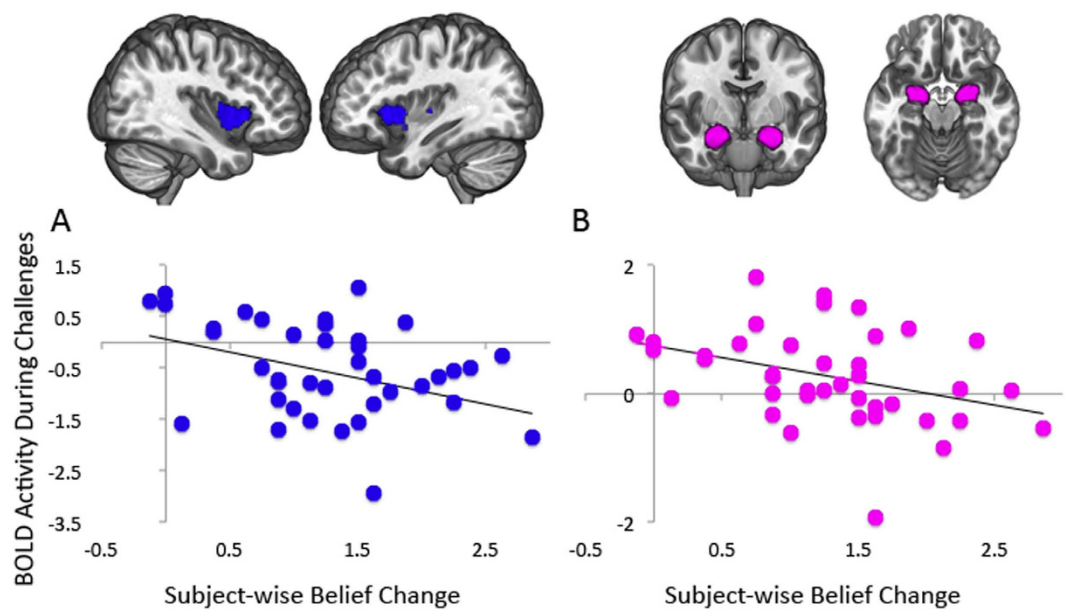 A
B
BOLD Activity During Challenges
1.5
0.5
-0.5
-1.5
-2.5
-3.5
-0.5 0.5 1.5 2.5
Subject-wise Belief Change
2
0
-2
-0.5 0.5 1.5 2.5
Subject-wise Belief Change